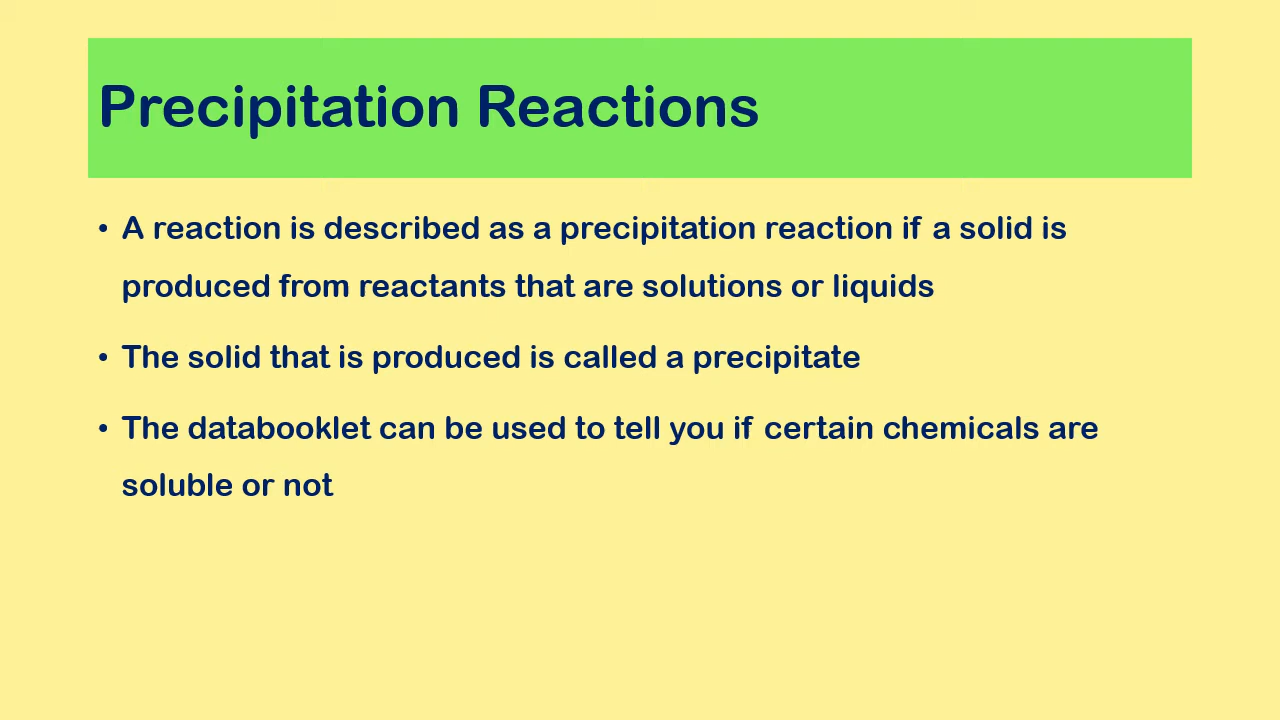 Precipitation Reactions
• A reaction is described as a precipitation reaction if a solid is
produced from reactants that are solutions or liquids
• The solid that is produced is called a precipitate
• The databooklet can be used to tell you if certain chemicals are
soluble or not